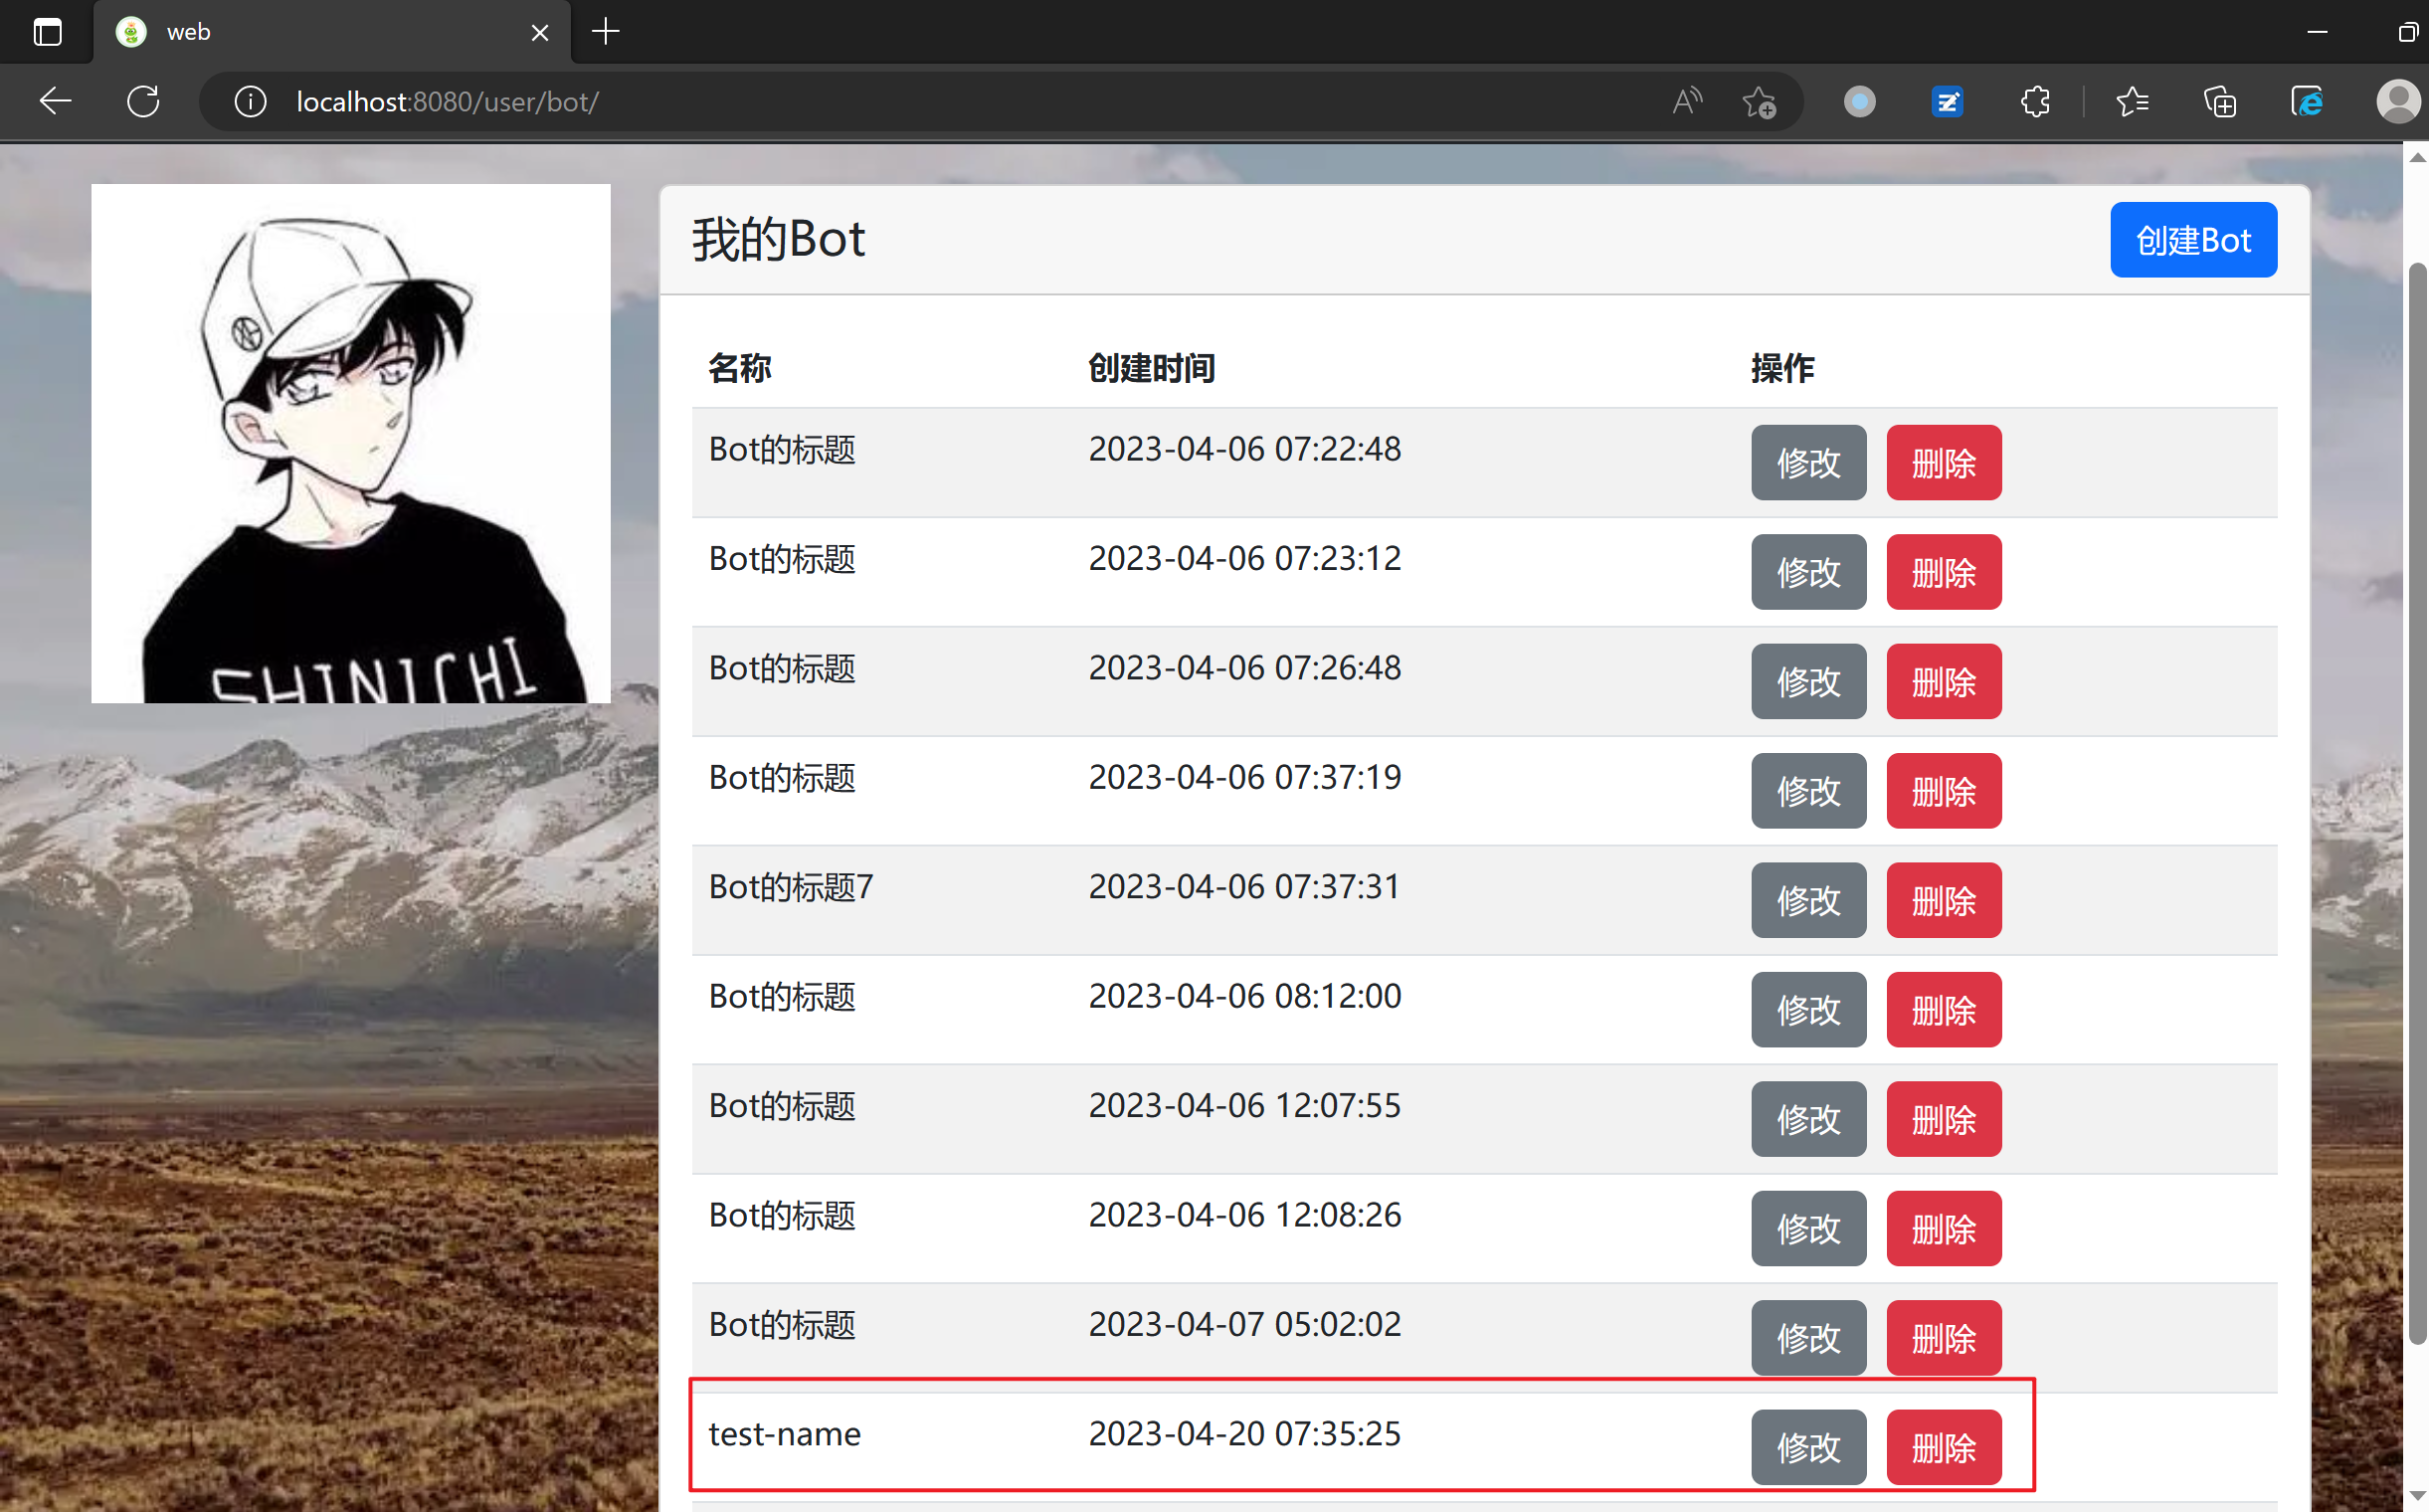 web
localhost:8080/user/bot/
SHINICHI
我的Bot
创建Bot
名称 创建时间 操作
Bot的标题 2023-04-06 07:22:48 修改 删除
Bot的标题 2023-04-06 07:23:12 修改 删除
Bot的标题 2023-04-06 07:26:48 修改 删除
Bot的标题 2023-04-06 07:37:19 修改 删除
Bot的标题7 2023-04-06 07:37:31 修改 删除
Bot的标题 2023-04-06 08:12:00 修改 删除
Bot的标题 2023-04-06 12:07:55 修改 删除
Bot的标题 2023-04-06 12:08:26 修改 删除
Bot的标题 2023-04-07 05:02:02 修改 删除
test-name 2023-04-20 07:35:25 修改 删除